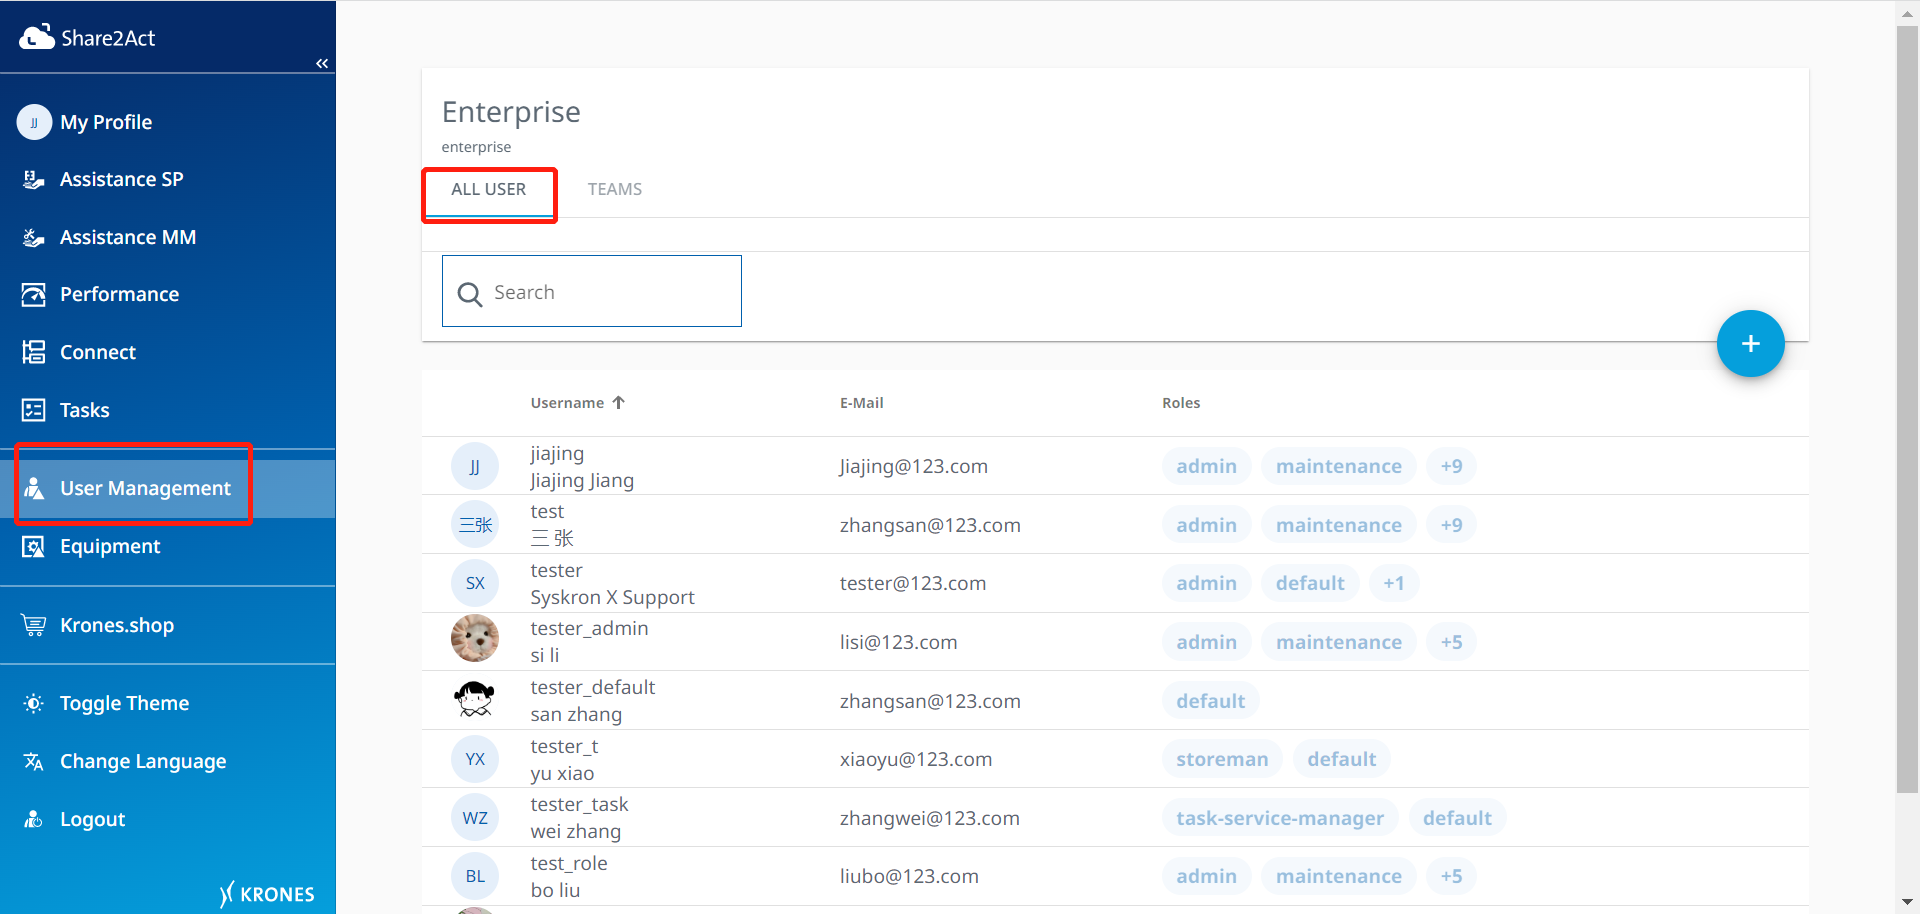 Share2Act
«
JJ My Profile
Assistance SP
Assistance MM
Performance
Connect
Tasks
User Management
Equipment
Krones.shop
Toggle Theme
Change Language
Logout
KRONES
Enterprise
enterprise
ALL USER TEAMS
Search
+
Username E-Mail Roles
JJ jiajing Jiajing@123.com admin maintenance +9
Jiajing Jiang
三张 test zhangsan@123.com admin maintenance +9
三 张
SX tester tester@123.com admin default +1
Syskron X Support
tester_admin lisi@123.com admin maintenance +5
si li
tester_default zhangsan@123.com default
san zhang
YX tester_t xiaoyu@123.com storeman default
yu xiao
WZ tester_task zhangwei@123.com task-service-manager default
wei zhang
BL test_role liubo@123.com admin maintenance +5
bo liu